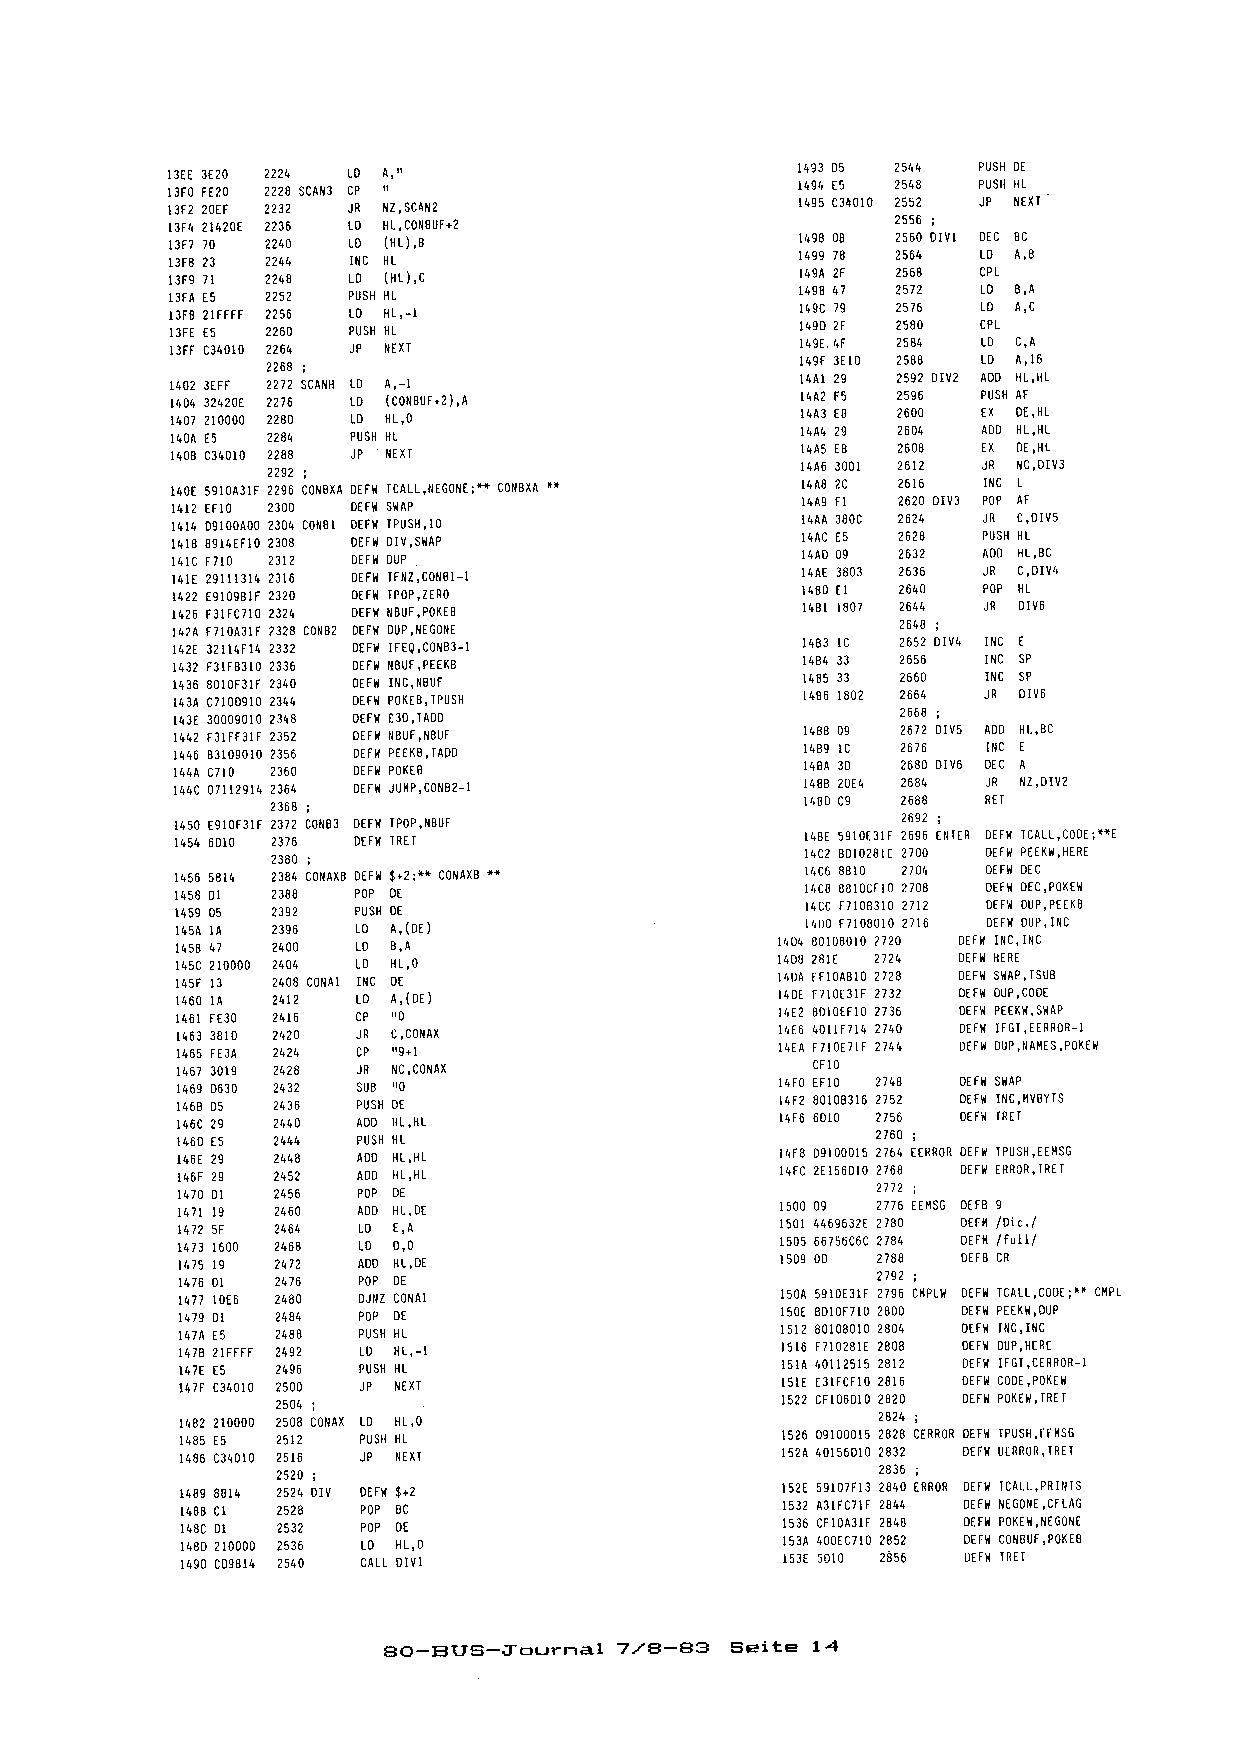 13EE 3E20 2224 LD A,"
13F0 FE20 2228 SCAN3 CP "
13F2 20EF 2232 JR NZ,SCAN2
13F4 21420E 2236 LD HL,CONBUF+2
13F7 70 2240 LD (HL),B
13F8 23 2244 INC HL
13F9 71 2248 LD (HL),C
13FA E5 2252 PUSH HL
13FB 21FFFF 2256 LD HL,-1
13FE E5 2260 PUSH HL
13FF C34010 2264 JP NEXT
2268 ;
1402 3EFF 2272 SCANH LD A,-1
1404 32420E 2276 LD (CONBUF+2),A
1407 210000 2280 LD HL,0
140A E5 2284 PUSH HL
140B C34010 2288 JP NEXT
2292 ;
140E 5910A31F 2296 CONBXA DEFW TCALL,NEGONE;** CONBXA **
1412 EF10 2300 DEFW SWAP
1414 D9100A00 2304 CONB1 DEFW TPUSH,10
1418 8914EF10 2308 DEFW DIV,SWAP
141C F710 2312 DEFW DUP
141E 29111314 2316 DEFW TFNZ,CONB1-1
1422 E9109B1F 2320 DEFW TPOP,ZERO
1426 F31FC710 2324 DEFW NBUF,POKEB
142A F710A31F 2328 CONB2 DEFW DUP,NEGONE
142E 32114F14 2332 DEFW IFEQ,CONB3-1
1432 F31FB310 2336 DEFW NBUF,PEEKB
1436 8010F31F 2340 DEFW INC,NBUF
143A C710D910 2344 DEFW POKEB,TPUSH
143E 30009010 2348 DEFW £30,TADD
1442 F31FF31F 2352 DEFW NBUF,NBUF
1446 B3109010 2356 DEFW PEEKB,TADD
144A C710 2360 DEFW POKEB
144C 07112914 2364 DEFW JUMP,CONB2-1
2368 ;
1450 E910F31F 2372 CONB3 DEFW TPOP,NBUF
1454 6D10 2376 DEFW TRET
2380 ;
1456 5814 2384 CONAXB DEFW $+2;** CONAXB **
1458 D1 2388 POP DE
1459 D5 2392 PUSH DE
145A 1A 2396 LD A,(DE)
145B 47 2400 LD B,A
145C 210000 2404 LD HL,0
145F 13 2408 CONA1 INC DE
1460 1A 2412 LD A,(DE)
1461 FE30 2416 CP "0
1463 381D 2420 JR C,CONAX
1465 FE3A 2424 CP "9+1
1467 3019 2428 JR NC,CONAX
1469 D630 2432 SUB "0
146B D5 2436 PUSH DE
146C 29 2440 ADD HL,HL
146D E5 2444 PUSH HL
146E 29 2448 ADD HL,HL
146F 29 2452 ADD HL,HL
1470 D1 2456 POP DE
1471 19 2460 ADD HL,DE
1472 5F 2464 LD E,A
1473 1600 2468 LD D,0
1475 19 2472 ADD HL,DE
1476 D1 2476 POP DE
1477 10E6 2480 DJNZ CONA1
1479 D1 2484 POP DE
147A E5 2488 PUSH HL
147B 21FFFF 2492 LD HL,-1
147E E5 2496 PUSH HL
147F C34010 2500 JP NEXT
2504 ;
1482 210000 2508 CONAX LD HL,0
1485 E5 2512 PUSH HL
1486 C34010 2516 JP NEXT
2520 ;
1489 8B14 2524 DIV DEFW $+2
148B C1 2528 POP BC
148C D1 2532 POP DE
148D 210000 2536 LD HL,0
1490 CD9814 2540 CALL DIV1
1493 D5 2544 PUSH DE
1494 E5 2548 PUSH HL
1495 C34010 2552 JP NEXT
2556 ;
1498 0B 2560 DIV1 DEC BC
1499 78 2564 LD A,B
149A 2F 2568 CPL
149B 47 2572 LD B,A
149C 79 2576 LD A,C
149D 2F 2580 CPL
149E 4F 2584 LD C,A
149F 3E10 2588 LD A,16
14A1 29 2592 DIV2 ADD HL,HL
14A2 F5 2596 PUSH AF
14A3 EB 2600 EX DE,HL
14A4 29 2604 ADD HL,HL
14A5 EB 2608 EX DE,HL
14A6 3001 2612 JR NC,DIV3
14A8 2C 2616 INC L
14A9 F1 2620 DIV3 POP AF
14AA 380C 2624 JR C,DIV5
14AC E5 2628 PUSH HL
14AD 09 2632 ADD HL,BC
14AE 3803 2636 JR C,DIV4
14B0 E1 2640 POP HL
14B1 1807 2644 JR DIV6
2648 ;
14B3 1C 2652 DIV4 INC E
14B4 33 2656 INC SP
14B5 33 2660 INC SP
14B6 1802 2664 JR DIV6
2668 ;
14B8 09 2672 DIV5 ADD HL,BC
14B9 1C 2676 INC E
14BA 3D 2680 DIV6 DEC A
14BB 20E4 2684 JR NZ,DIV2
14BD C9 2688 RET
2692 ;
14BE 5910E31F 2696 ENTER DEFW TCALL,CODE;**E
14C2 BD10281E 2700 DEFW PEEKW,HERE
14C6 8810 2704 DEFW DEC
14C8 8810CF10 2708 DEFW DEC,POKEW
14CC F710B310 2712 DEFW DUP,PEEKB
14D0 F7108010 2716 DEFW DUP,INC
14D4 80108010 2720 DEFW INC,INC
14D8 281E 2724 DEFW HERE
14DA EF10AB10 2728 DEFW SWAP,TSUB
14DE F710E31F 2732 DEFW DUP,CODE
14E2 BD10EF10 2736 DEFW PEEKW,SWAP
14E6 4011F714 2740 DEFW IFGT,EERROR-1
14EA F710E71F 2744 DEFW DUP,NAMES,POKEW
CF10
14F0 EF10 2748 DEFW SWAP
14F2 8010B316 2752 DEFW INC,MVBYTS
14F6 6D10 2756 DEFW TRET
2760 ;
14F8 D9100015 2764 EERROR DEFW TPUSH,EEMSG
14FC 2E156D10 2768 DEFW ERROR,TRET
2772 ;
1500 09 2776 EEMSG DEFB 9
1501 4469632E 2780 DEFM /Dic./
1505 66756C6C 2784 DEFM /full/
1509 0D 2788 DEFB CR
2792 ;
150A 5910E31F 2796 CMPLW DEFW TCALL,CODE;** CMPL
150E BD10F710 2800 DEFW PEEKW,DUP
1512 80108010 2804 DEFW INC,INC
1516 F710281E 2808 DEFW DUP,HERE
151A 40112515 2812 DEFW IFGT,CERROR-1
151E E31FCF10 2816 DEFW CODE,POKEW
1522 CF106D10 2820 DEFW POKEW,TRET
2824 ;
1526 D9100015 2828 CERROR DEFW TPUSH,EEMSG
152A 40156D10 2832 DEFW UERROR,TRET
2836 ;
152E 59107F13 2840 ERROR DEFW TCALL,PRINTS
1532 A31FC71F 2844 DEFW NEGONE,CFLAG
1536 CF10A31F 2848 DEFW POKEW,NEGONE
153A 400EC710 2852 DEFW CONBUF,POKEB
153E 5D10 2856 DEFW TRET
80-BUS-Journal 7/8-83 Seite 14